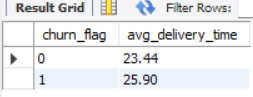 Result Grid Filter Rows:
churn_flag avg_delivery_time
0 23.44
1 25.90